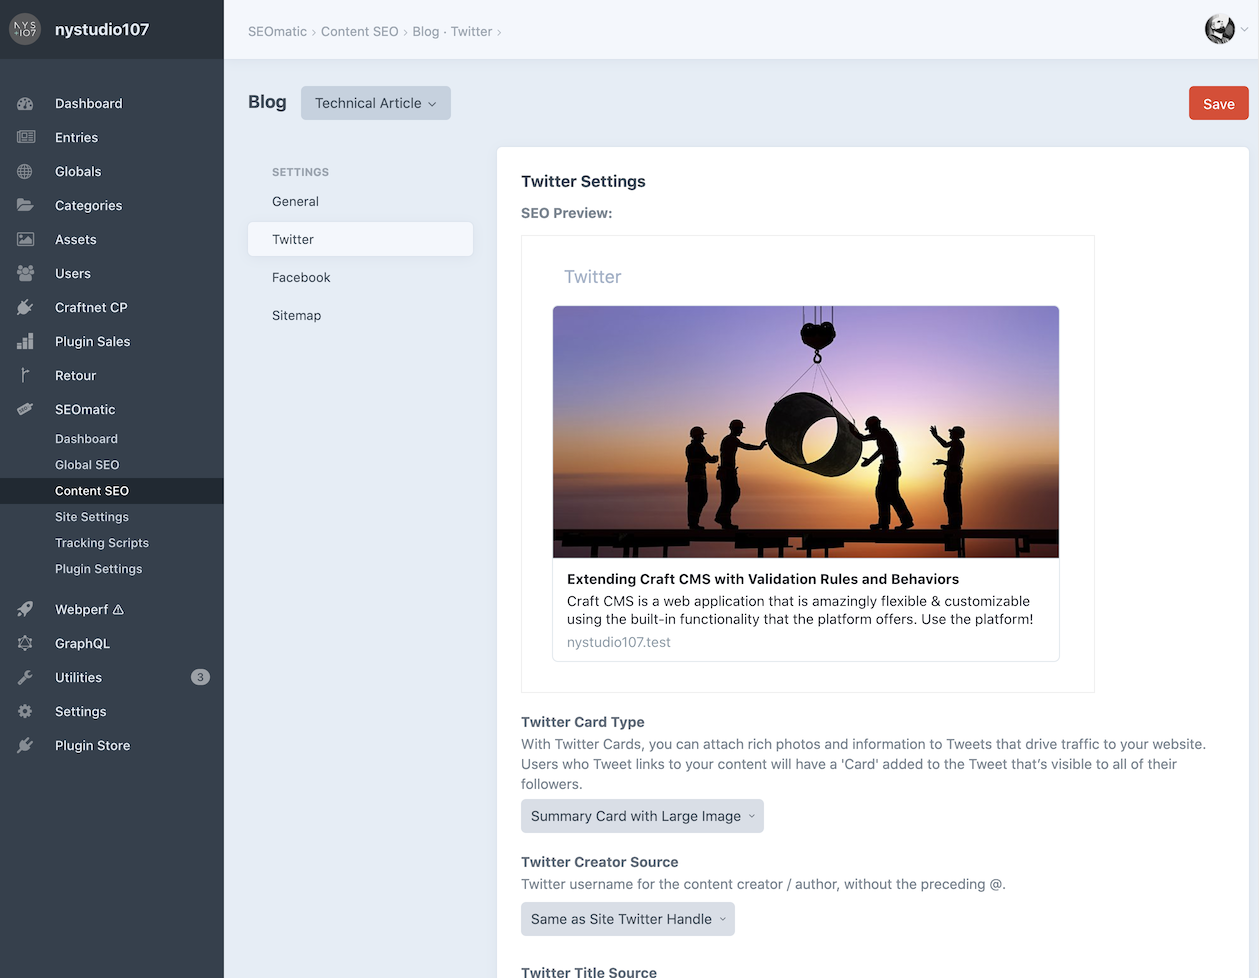 NYS
+107
nystudio107
SEOmatic › Content SEO › Blog · Twitter ›
Blog
Technical Article
Save
Dashboard
Entries
Globals
Categories
Assets
Users
Craftnet CP
Plugin Sales
Retour
SEOmatic
Dashboard
Global SEO
Content SEO
Site Settings
Tracking Scripts
Plugin Settings
Webperf
GraphQL
Utilities
3
Settings
Plugin Store
SETTINGS
General
Twitter
Facebook
Sitemap
Twitter Settings
SEO Preview:
Twitter
Extending Craft CMS with Validation Rules and Behaviors
Craft CMS is a web application that is amazingly flexible & customizable
using the built-in functionality that the platform offers. Use the platform!
nystudio107.test
Twitter Card Type
With Twitter Cards, you can attach rich photos and information to Tweets that drive traffic to your website.
Users who Tweet links to your content will have a 'Card' added to the Tweet that’s visible to all of their
followers.
Summary Card with Large Image
Twitter Creator Source
Twitter username for the content creator / author, without the preceding @.
Same as Site Twitter Handle
Twitter Title Source